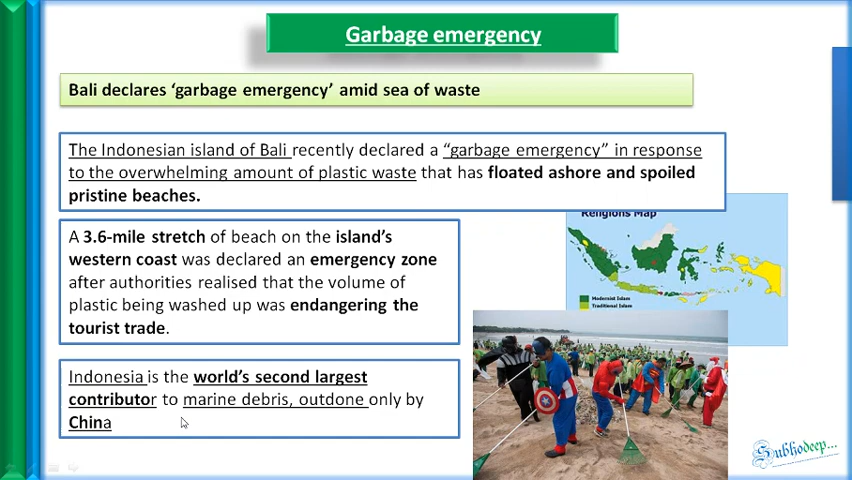 Garbage emergency
Bali declares ‘garbage emergency’ amid sea of waste
The Indonesian island of Bali recently declared a “garbage emergency” in response
to the overwhelming amount of plastic waste that has floated ashore and spoiled
pristine beaches.
A 3.6-mile stretch of beach on the island’s
western coast was declared an emergency zone
after authorities realised that the volume of
plastic being washed up was endangering the
tourist trade.
Religions Map
Modernist Islam
Traditional Islam
Indonesia is the world’s second largest
contributor to marine debris, outdone only by
China
Subhodeep...